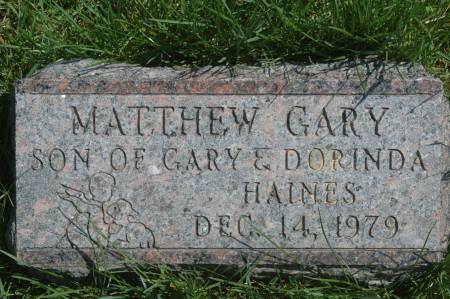 MATTHEW GARY
SON OF GARY & DORINDA
HAINES
DEC. 14, 1979